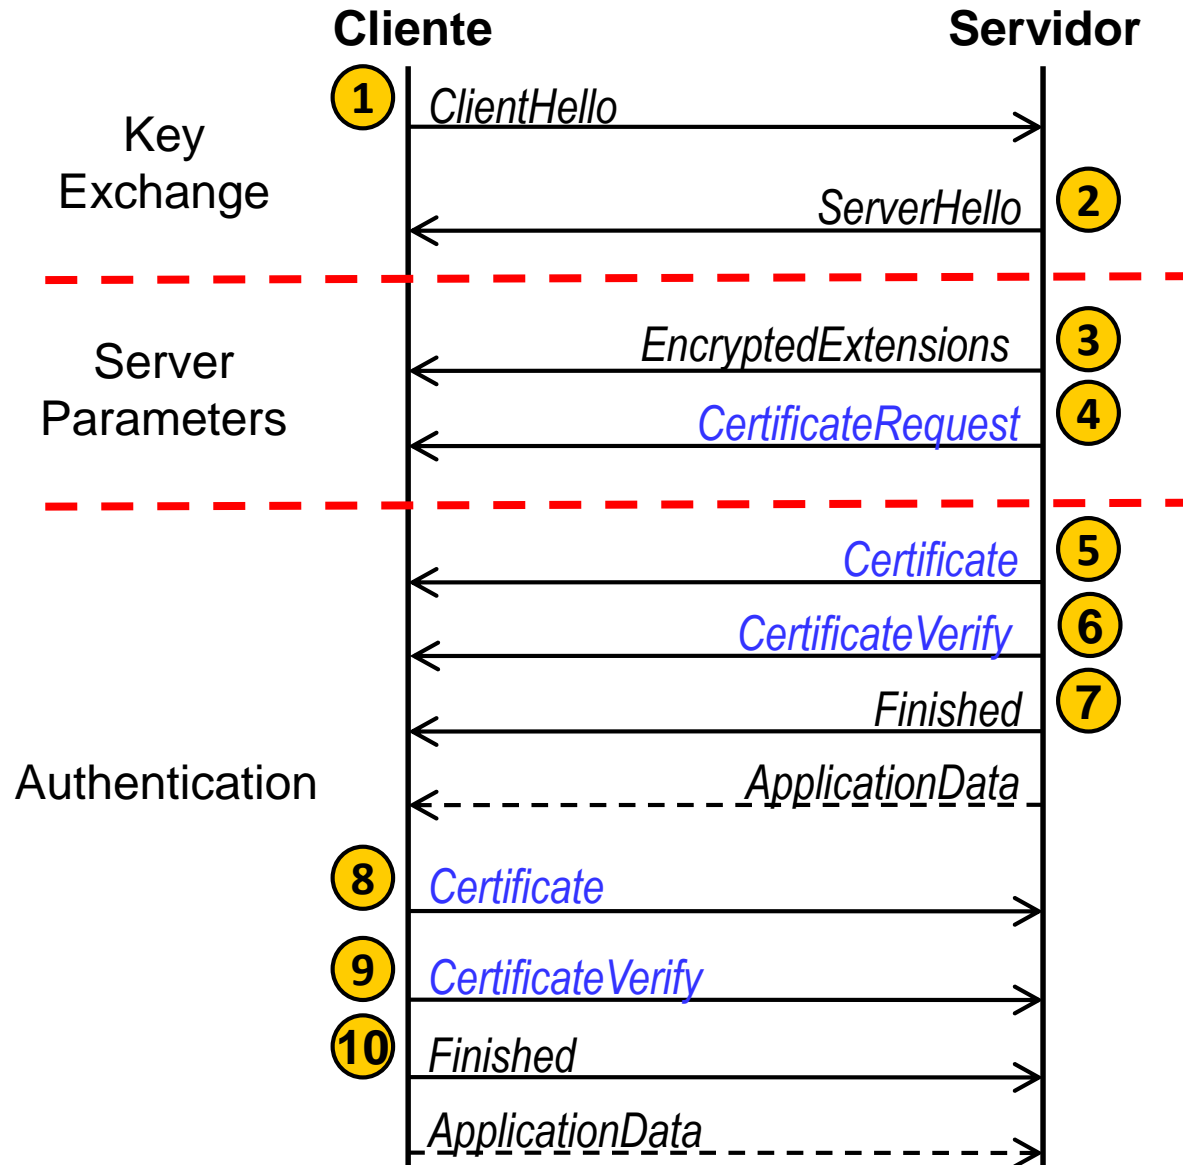 Cliente
Servidor
1
ClientHello
Key
Exchange
ServerHello
2
EncryptedExtensions
3
Server
Parameters
CertificateRequest
4
Certificate
5
CertificateVerify
6
Finished
7
Authentication
ApplicationData
8
Certificate
9
CertificateVerify
10
Finished
ApplicationData